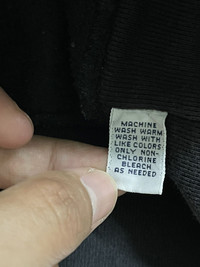 MACHINE
WASH WARM
WASH WITH
LIKE COLORS
ONLY NON-
CHLORINE
BLEACH
AS NEEDED